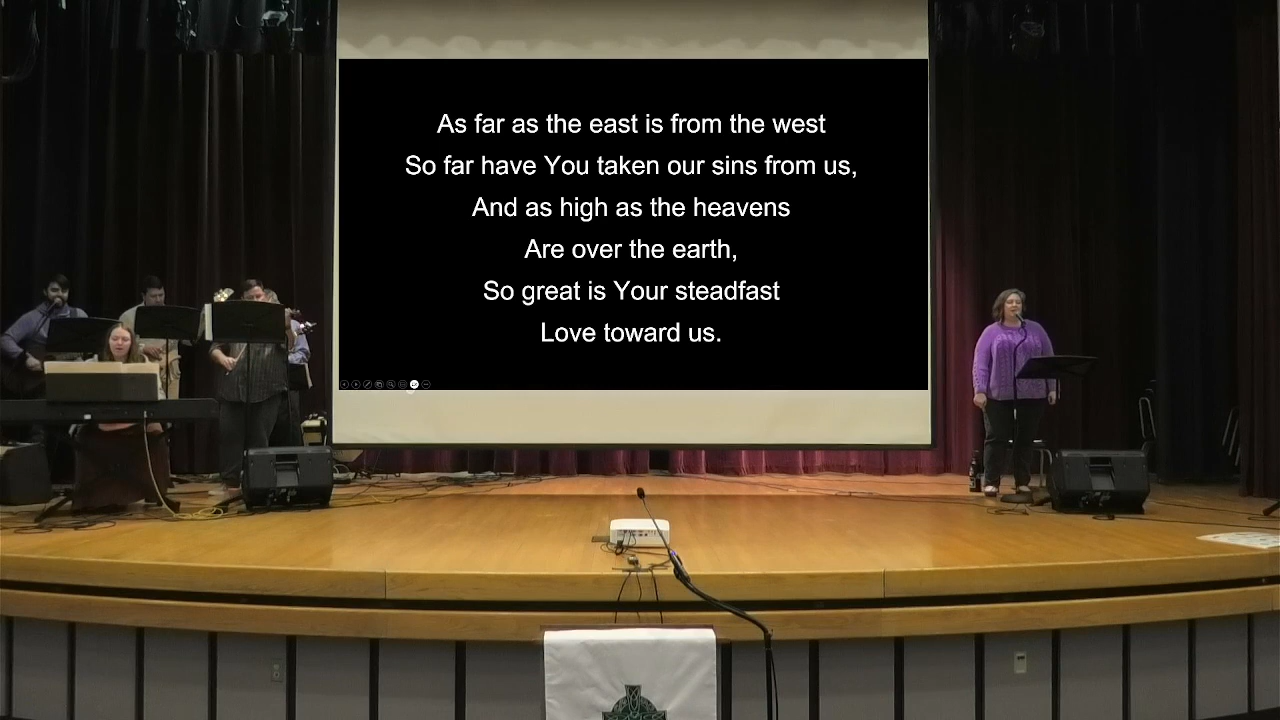 As far as the east is from the west
So far have You taken our sins from us,
And as high as the heavens
Are over the earth,
So great is Your steadfast
Love toward us.